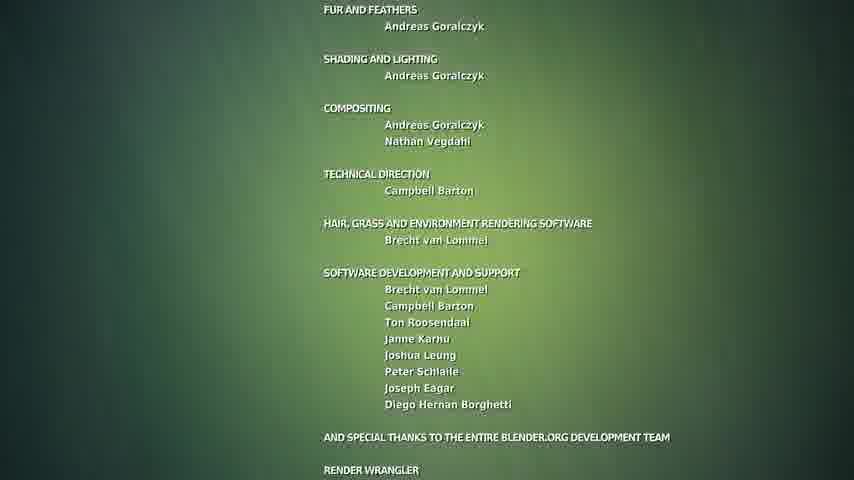 FUR AND FEATHERS
Andreas Goralczyk
SHADING AND LIGHTING
Andreas Goralczyk
COMPOSITING
Andreas Goralczyk
Nathan Vegdahl
TECHNICAL DIRECTION
Campbell Barton
HAIR, GRASS AND ENVIRONMENT RENDERING SOFTWARE
Brecht van Lommel
SOFTWARE DEVELOPMENT AND SUPPORT
Brecht van Lommel
Campbell Barton
Ton Roosendaal
Janne Karhu
Joshua Leung
Peter Schlaile
Joseph Eagar
Diego Hernan Borghetti
AND SPECIAL THANKS TO THE ENTIRE BLENDER.ORG DEVELOPMENT TEAM
RENDER WRANGLER